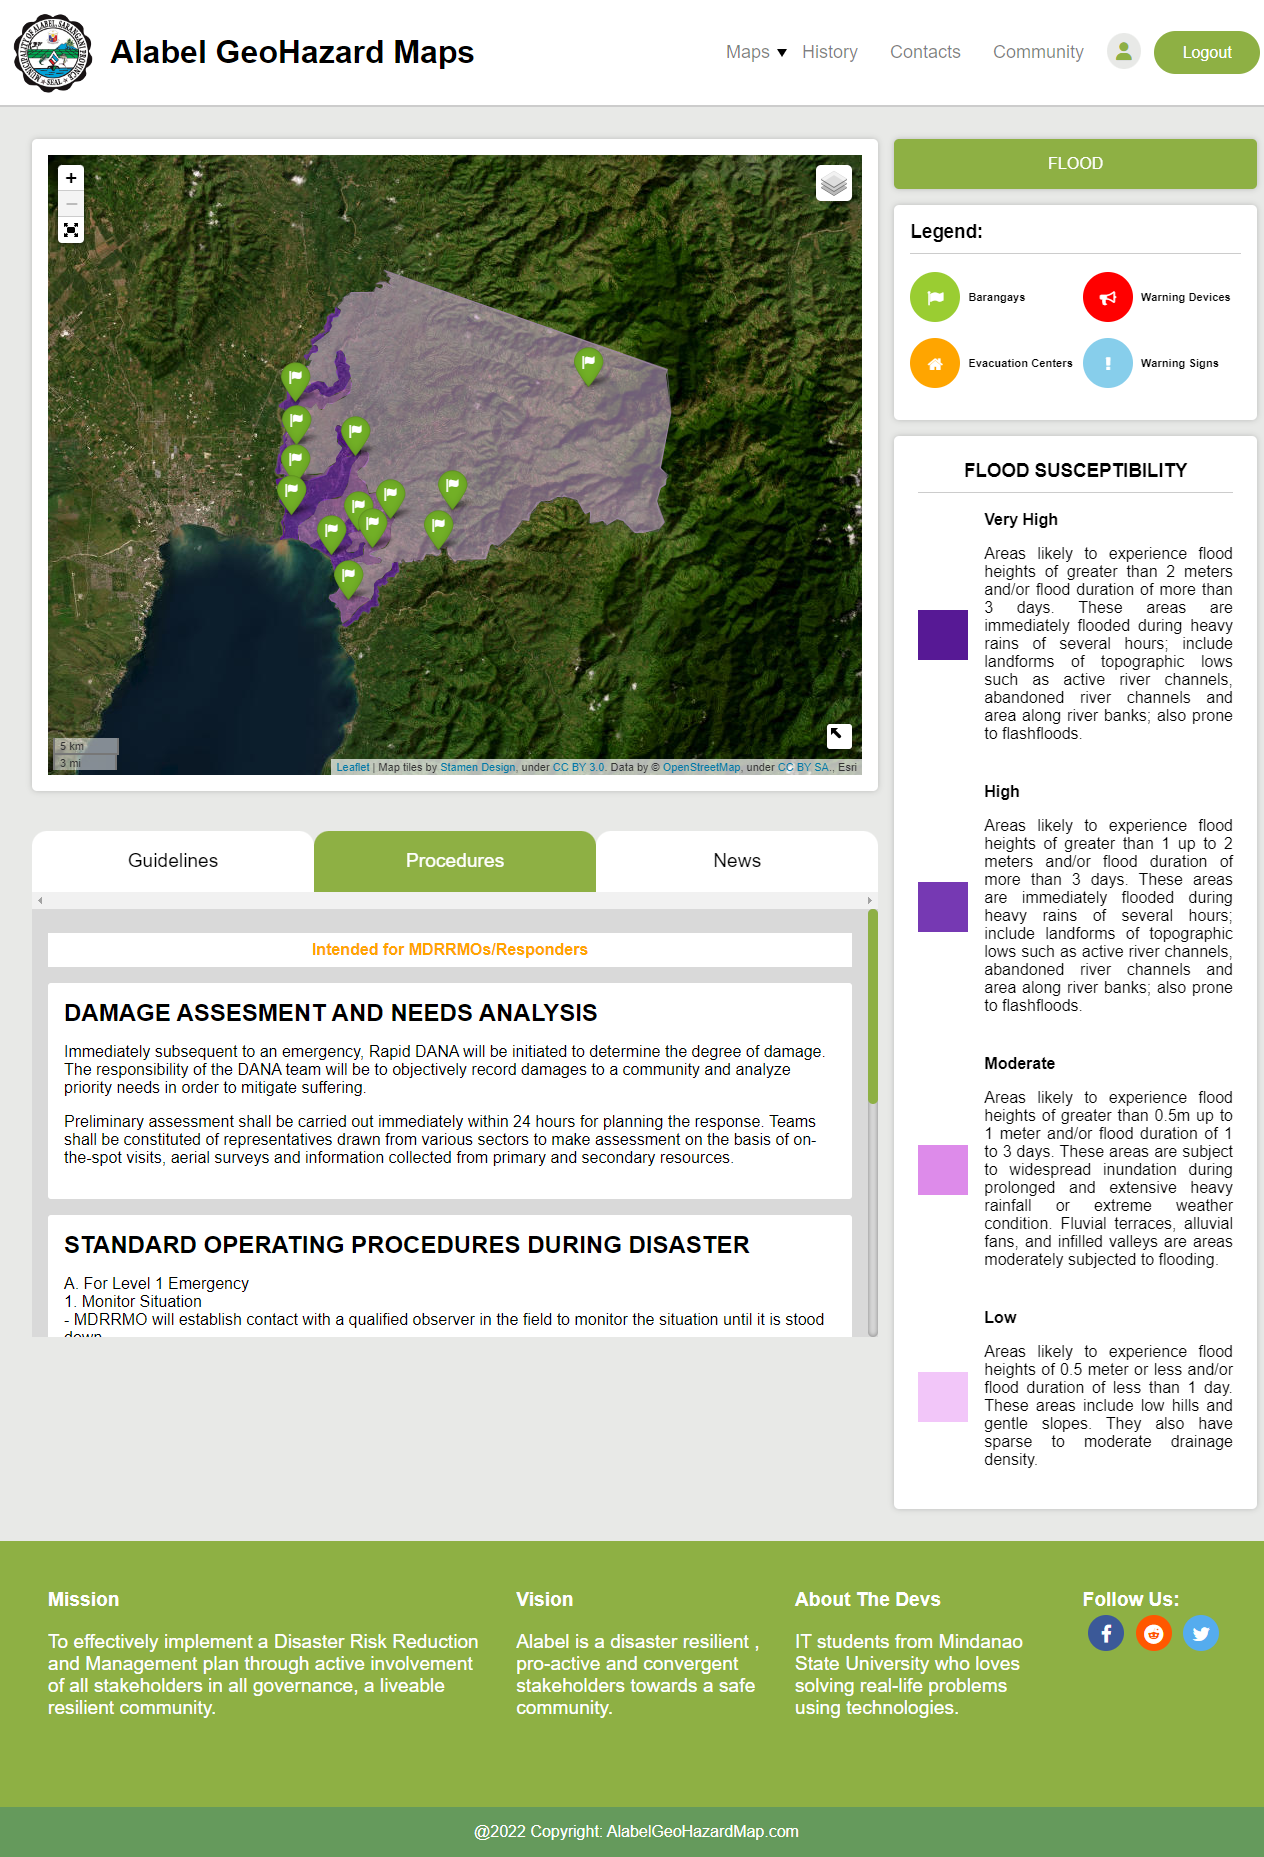 Alabel GeoHazard Maps
Maps ▼ History Contacts Community Logout
+
−
5 km
3 mi
Leaflet | Map tiles by Stamen Design, under CC BY 3.0. Data by © OpenStreetMap, under CC BY SA., Esri
FLOOD
Legend:
Barangays
Warning Devices
Evacuation Centers
Warning Signs
FLOOD SUSCEPTIBILITY
Very High
Areas likely to experience flood
heights of greater than 2 meters
and/or flood duration of more than
3 days. These areas are
immediately flooded during heavy
rains of several hours; include
landforms of topographic lows
such as active river channels,
abandoned river channels and
area along river banks; also prone
to flashfloods.
High
Areas likely to experience flood
heights of greater than 1 up to 2
meters and/or flood duration of
more than 3 days. These areas
are immediately flooded during
heavy rains of several hours;
include landforms of topographic
lows such as active river channels,
abandoned river channels and
area along river banks; also prone
to flashfloods.
Moderate
Areas likely to experience flood
heights of greater than 0.5m up to
1 meter and/or flood duration of 1
to 3 days. These areas are subject
to widespread inundation during
prolonged and extensive heavy
rainfall or extreme weather
condition. Fluvial terraces, alluvial
fans, and infilled valleys are areas
moderately subjected to flooding.
Low
Areas likely to experience flood
heights of 0.5 meter or less and/or
flood duration of less than 1 day.
These areas include low hills and
gentle slopes. They also have
sparse to moderate drainage
density.
Guidelines
Procedures
News
Intended for MDRRMOs/Responders
DAMAGE ASSESMENT AND NEEDS ANALYSIS
Immediately subsequent to an emergency, Rapid DANA will be initiated to determine the degree of damage.
The responsibility of the DANA team will be to objectively record damages to a community and analyze
priority needs in order to mitigate suffering.
Preliminary assessment shall be carried out immediately within 24 hours for planning the response. Teams
shall be constituted of representatives drawn from various sectors to make assessment on the basis of on-
the-spot visits, aerial surveys and information collected from primary and secondary resources.
STANDARD OPERATING PROCEDURES DURING DISASTER
A. For Level 1 Emergency
1. Monitor Situation
- MDRRMO will establish contact with a qualified observer in the field to monitor the situation until it is stood
down
Mission
To effectively implement a Disaster Risk Reduction
and Management plan through active involvement
of all stakeholders in all governance, a liveable
resilient community.
Vision
Alabel is a disaster resilient ,
pro-active and convergent
stakeholders towards a safe
community.
About The Devs
IT students from Mindanao
State University who loves
solving real-life problems
using technologies.
Follow Us:
@2022 Copyright: AlabelGeoHazardMap.com